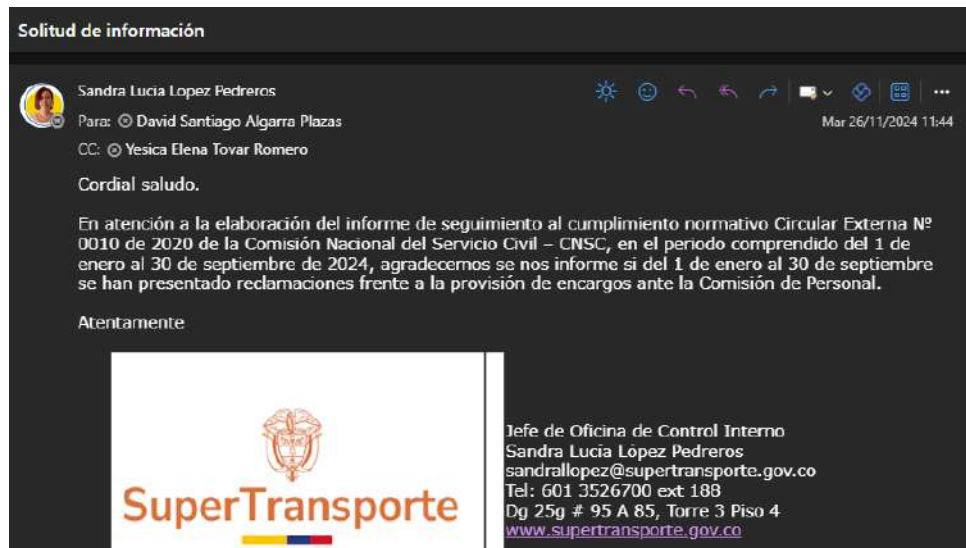 Solitud de información
Sandra Lucia Lopez Pedreros
Para: David Santiago Algarra Plazas
Mar 26/11/2024 11:44
CC: Yesica Elena Tovar Romero
Cordial saludo.
En atención a la elaboración del informe de seguimiento al cumplimiento normativo Circular Externa Nº
0010 de 2020 de la Comisión Nacional del Servicio Civil – CNSC, en el periodo comprendido del 1 de
enero al 30 de septiembre de 2024, agradecemos se nos informe si del 1 de enero al 30 de septiembre
se han presentado reclamaciones frente a la provisión de encargos ante la Comisión de Personal.
Atentamente
SuperTransporte
Jefe de Oficina de Control Interno
Sandra Lucia López Pedreros
sandrallopez@supertransporte.gov.co
Tel: 601 3526700 ext 188
Dg 25g # 95 A 85, Torre 3 Piso 4
www.supertransporte.gov.co